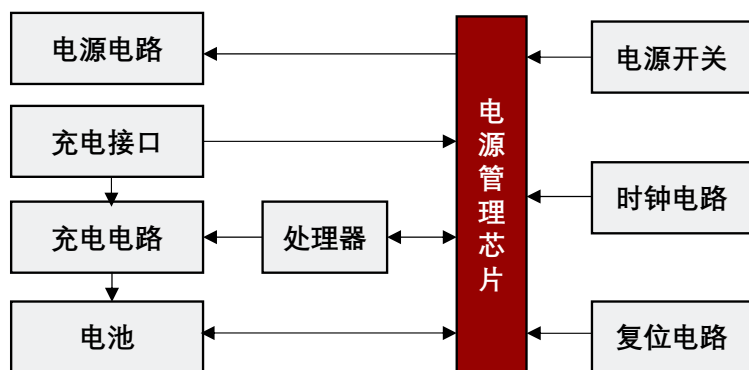 电源电路
充电接口
充电电路
电池
处理器
电源管理芯片
电源开关
时钟电路
复位电路